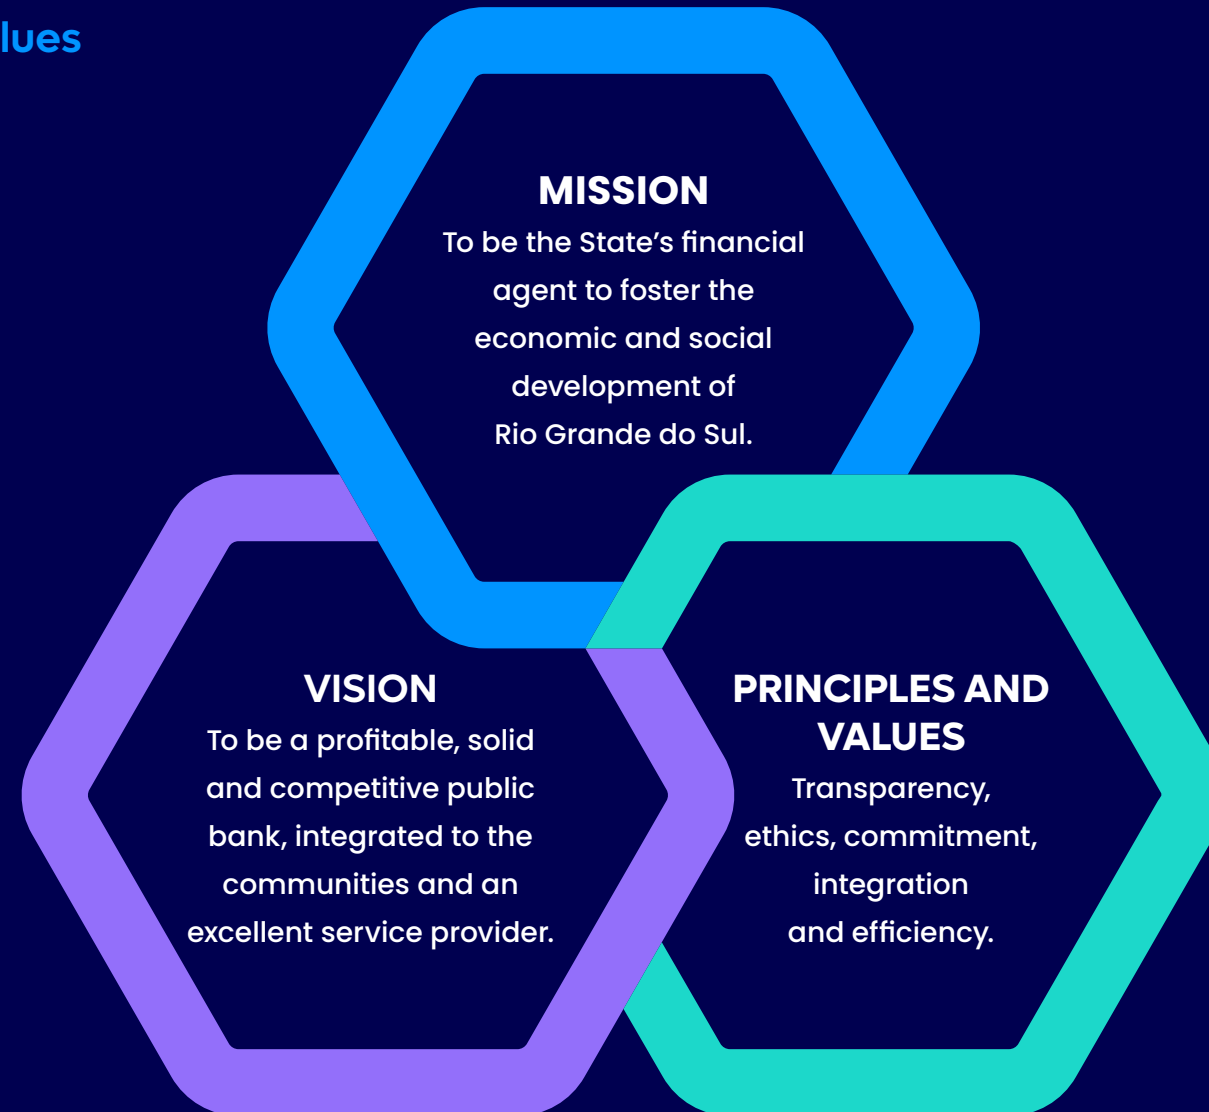 lues
MISSION
To be the State’s financial
agent to foster the
economic and social
development of
Rio Grande do Sul.
VISION
To be a profitable, solid
and competitive public
bank, integrated to the
communities and an
excellent service provider.
PRINCIPLES AND
VALUES
Transparency,
ethics, commitment,
integration
and efficiency.